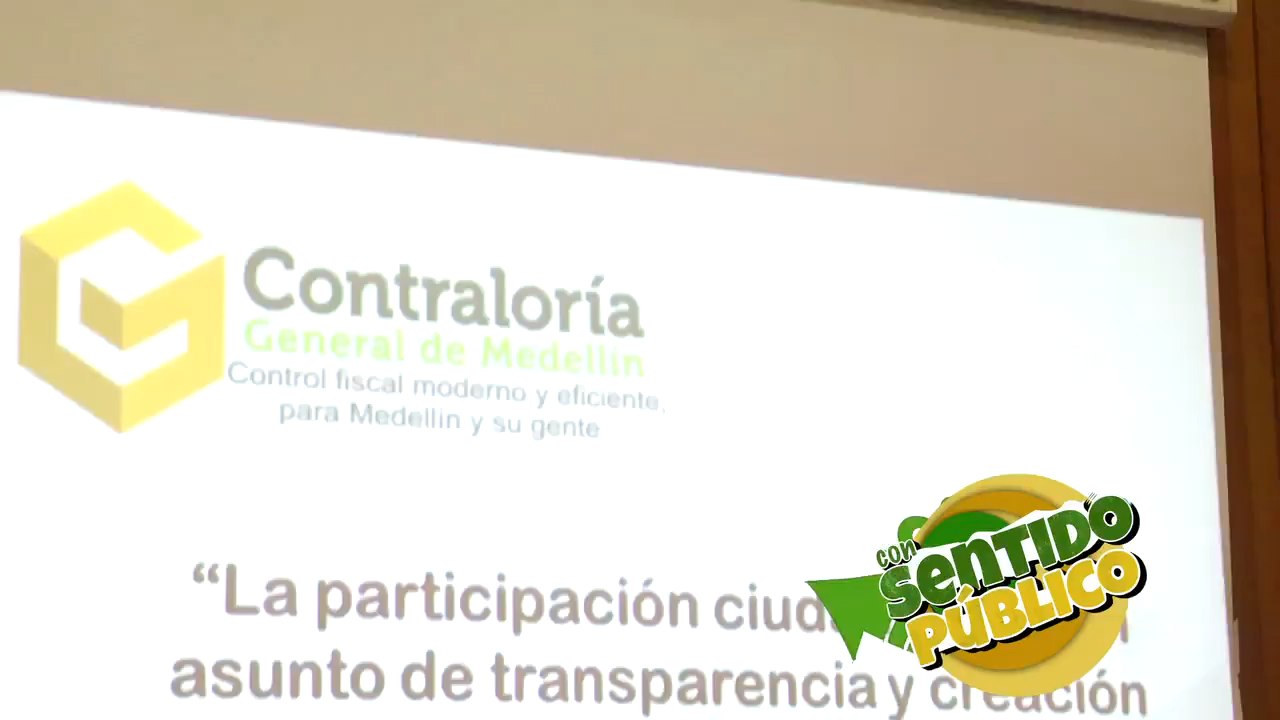 Contraloría
General de Medellín
Control fiscal moderno y eficiente,
para Medellín y su gente
“La participación
asunto de transparencia y creación
CON
SENTIDO
PÚBLICO